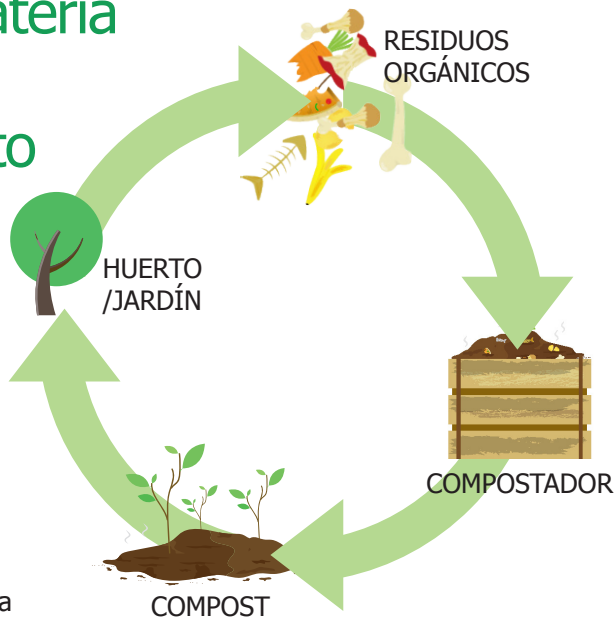 ateria
to
RESIDUOS
ORGÁNICOS
HUERTO
/JARDÍN
COMPOSTADOR
COMPOST
a